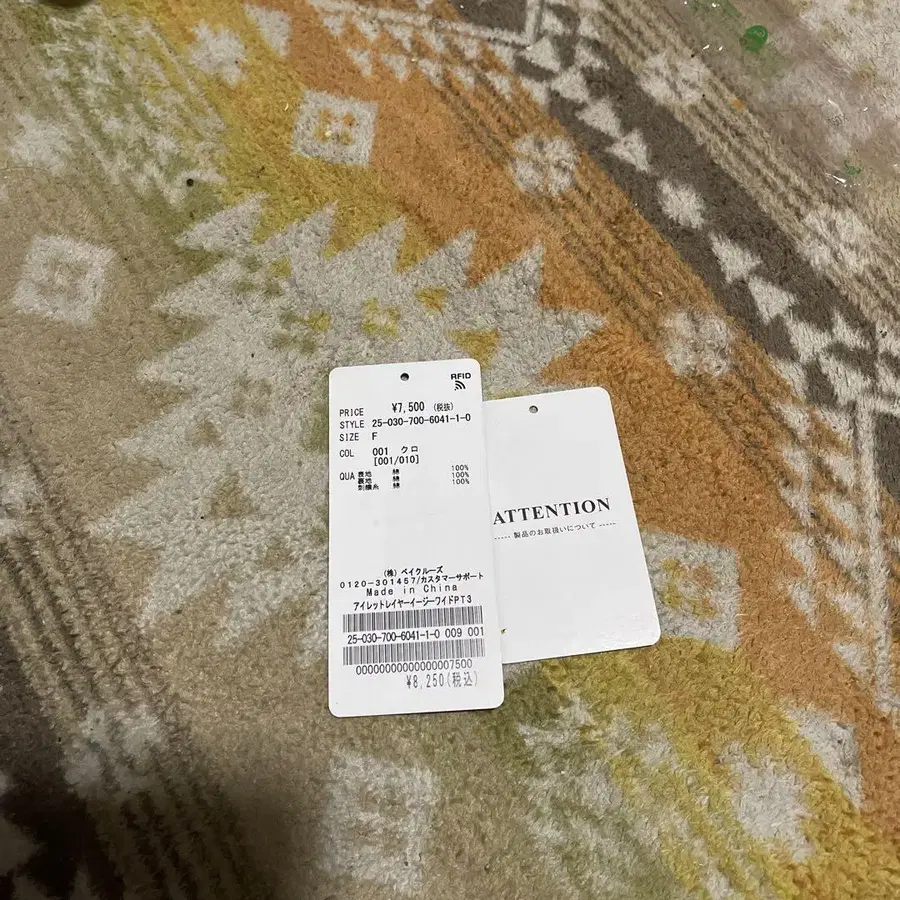 RFID
PRICE ¥7,500 (税抜)
STYLE 25-030-700-6041-1-0
SIZE F
COL 001 クロ
[001/010]
QUA 表地 綿 100%
裏地 綿 100%
刺繍糸 綿 100%
(株) ベイクルーズ
0120-301457/カスタマーサポート
Made in China
アイレットレイヤーイージーワイドPT3
25-030-700-6041-1-0 009 001
0000000000000007500
¥8,250(税込)
ATTENTION
----- 製品のお取扱いについて -----